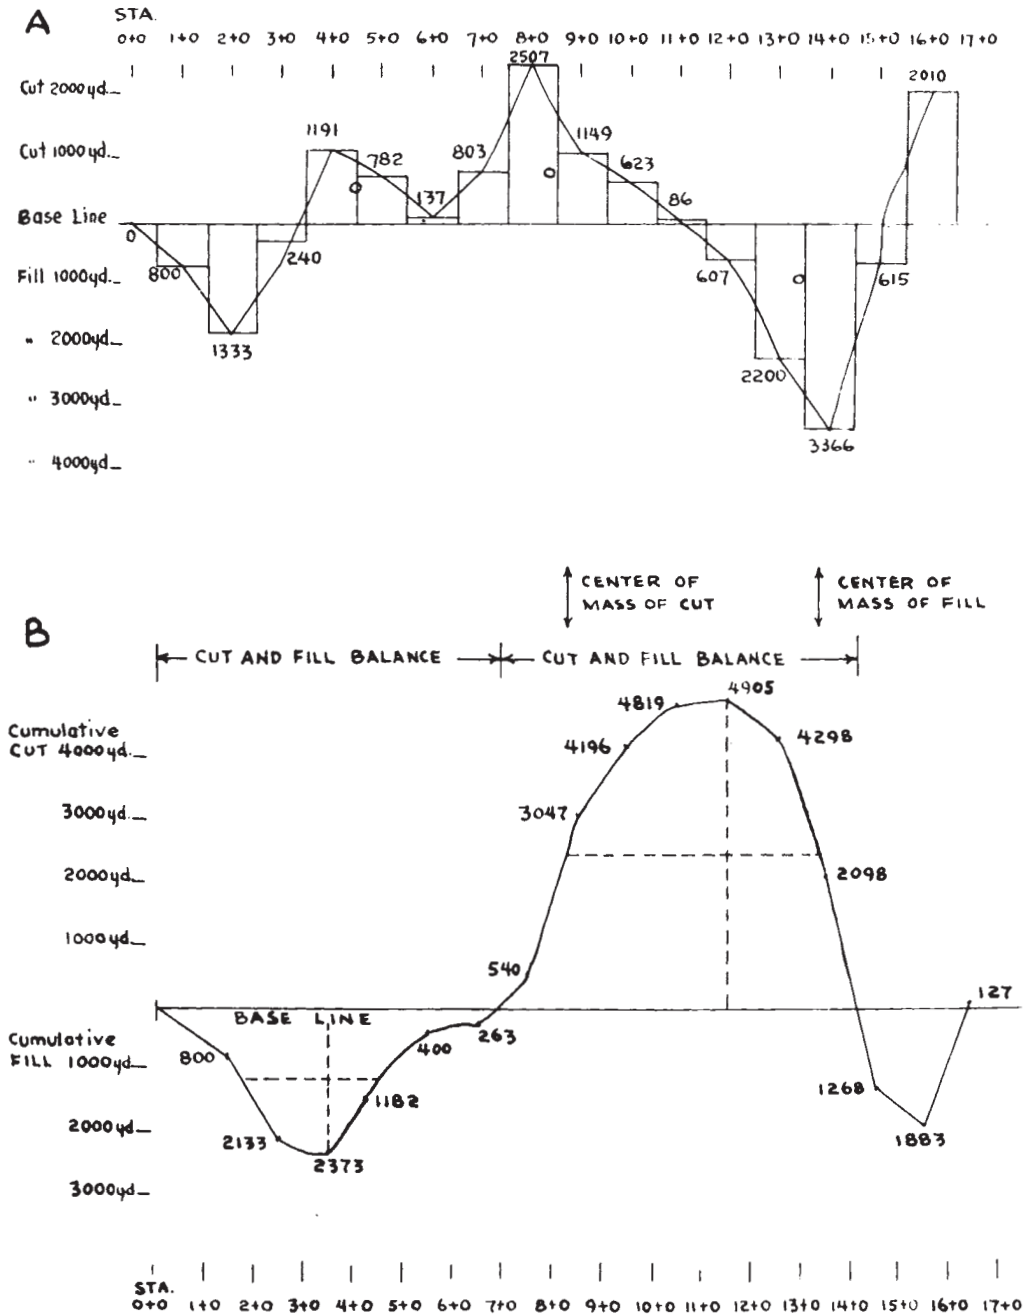 A
STA.
0+0 1+0 2+0 3+0 4+0 5+0 6+0 7+0 8+0 9+0 10+0 11+0 12+0 13+0 14+0 15+0 16+0 17+0
2507
2010
Cut 2000yd.
1191
1149
Cut 1000yd.
782
803
623
0
0
137
86
Base Line
0
800
240
607
0
615
Fill 1000yd.
" 2000yd.
1333
2200
" 3000yd.
3366
" 4000yd.
CENTER OF
MASS OF CUT
CENTER OF
MASS OF FILL
B
CUT AND FILL BALANCE
CUT AND FILL BALANCE
4905
4819
Cumulative
CUT 4000yd.
4196
4298
3000yd.
3047
2000yd.
2098
1000yd.
540
127
BASE LINE
Cumulative
FILL 1000yd.
800
400
263
1182
1268
2000yd.
2133
1883
2373
3000yd.
STA.
0+0 1+0 2+0 3+0 4+0 5+0 6+0 7+0 8+0 9+0 10+0 11+0 12+0 13+0 14+0 15+0 16+0 17+0